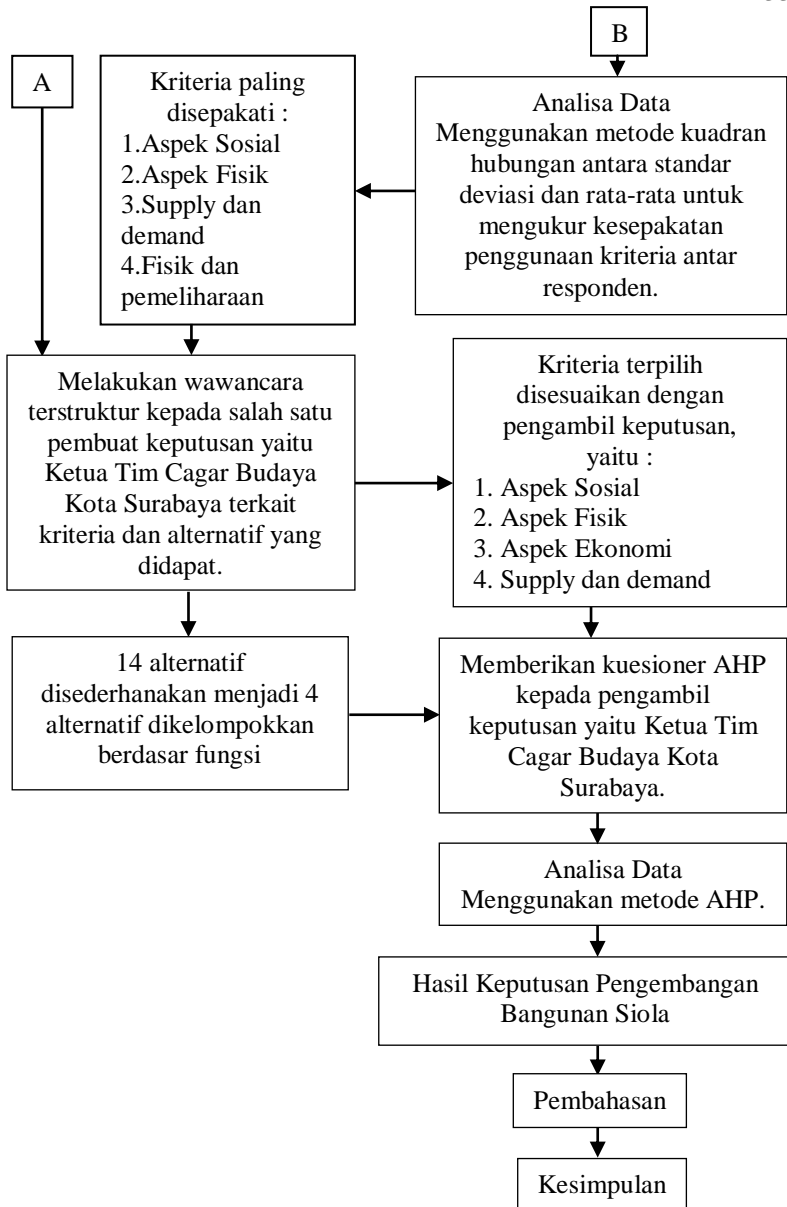 B
A
Kriteria paling
disepakati :
1.Aspek Sosial
2.Aspek Fisik
3.Supply dan
demand
4.Fisik dan
pemeliharaan
Analisa Data
Menggunakan metode kuadran
hubungan antara standar
deviasi dan rata-rata untuk
mengukur kesepakatan
penggunaan kriteria antar
responden.
Melakukan wawancara
terstruktur kepada salah satu
pembuat keputusan yaitu
Ketua Tim Cagar Budaya
Kota Surabaya terkait
kriteria dan alternatif yang
didapat.
Kriteria terpilih
disesuaikan dengan
pengambil keputusan,
yaitu :
1. Aspek Sosial
2. Aspek Fisik
3. Aspek Ekonomi
4. Supply dan demand
14 alternatif
disederhanakan menjadi 4
alternatif dikelompokkan
berdasar fungsi
Memberikan kuesioner AHP
kepada pengambil
keputusan yaitu Ketua Tim
Cagar Budaya Kota
Surabaya.
Analisa Data
Menggunakan metode AHP.
Hasil Keputusan Pengembangan
Bangunan Siola
Pembahasan
Kesimpulan